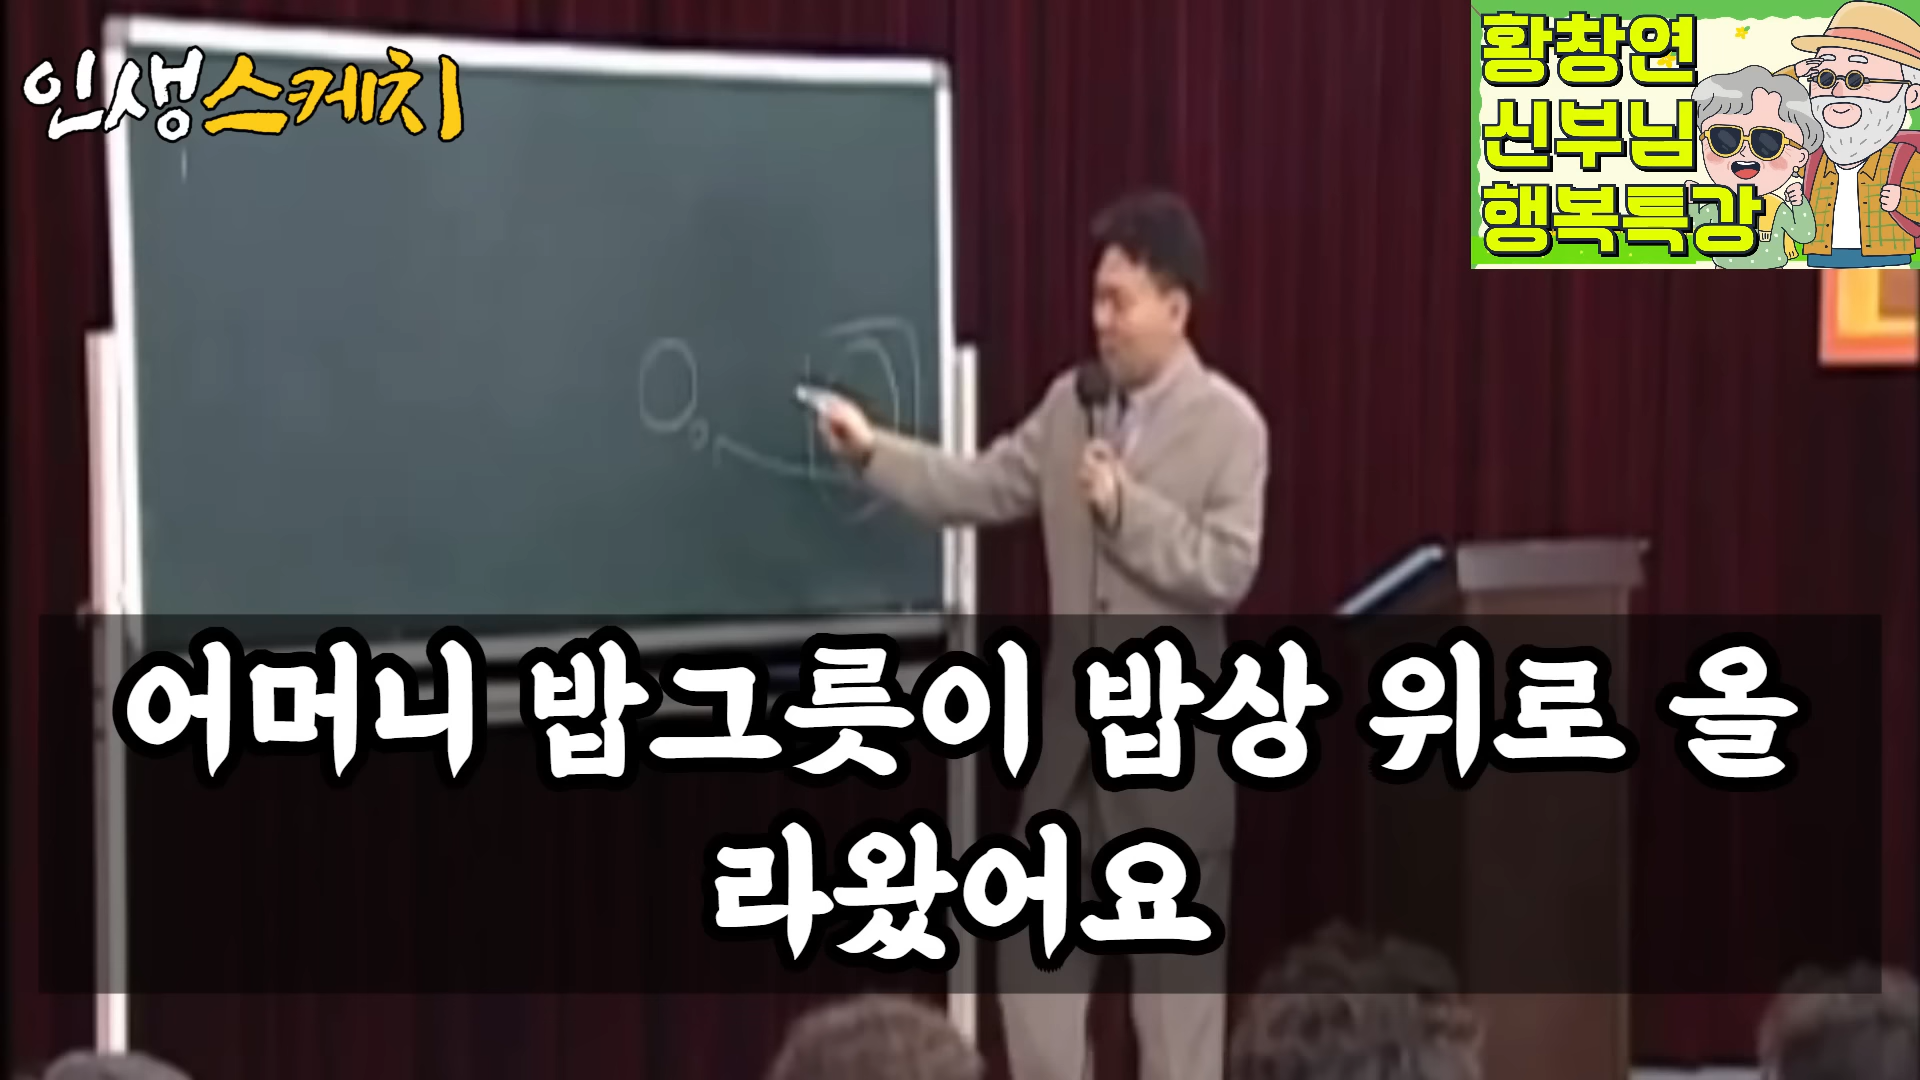 인생스케치
황창연
신부님
행복특강
어머니 밥그릇이 밥상 위로 올
라왔어요